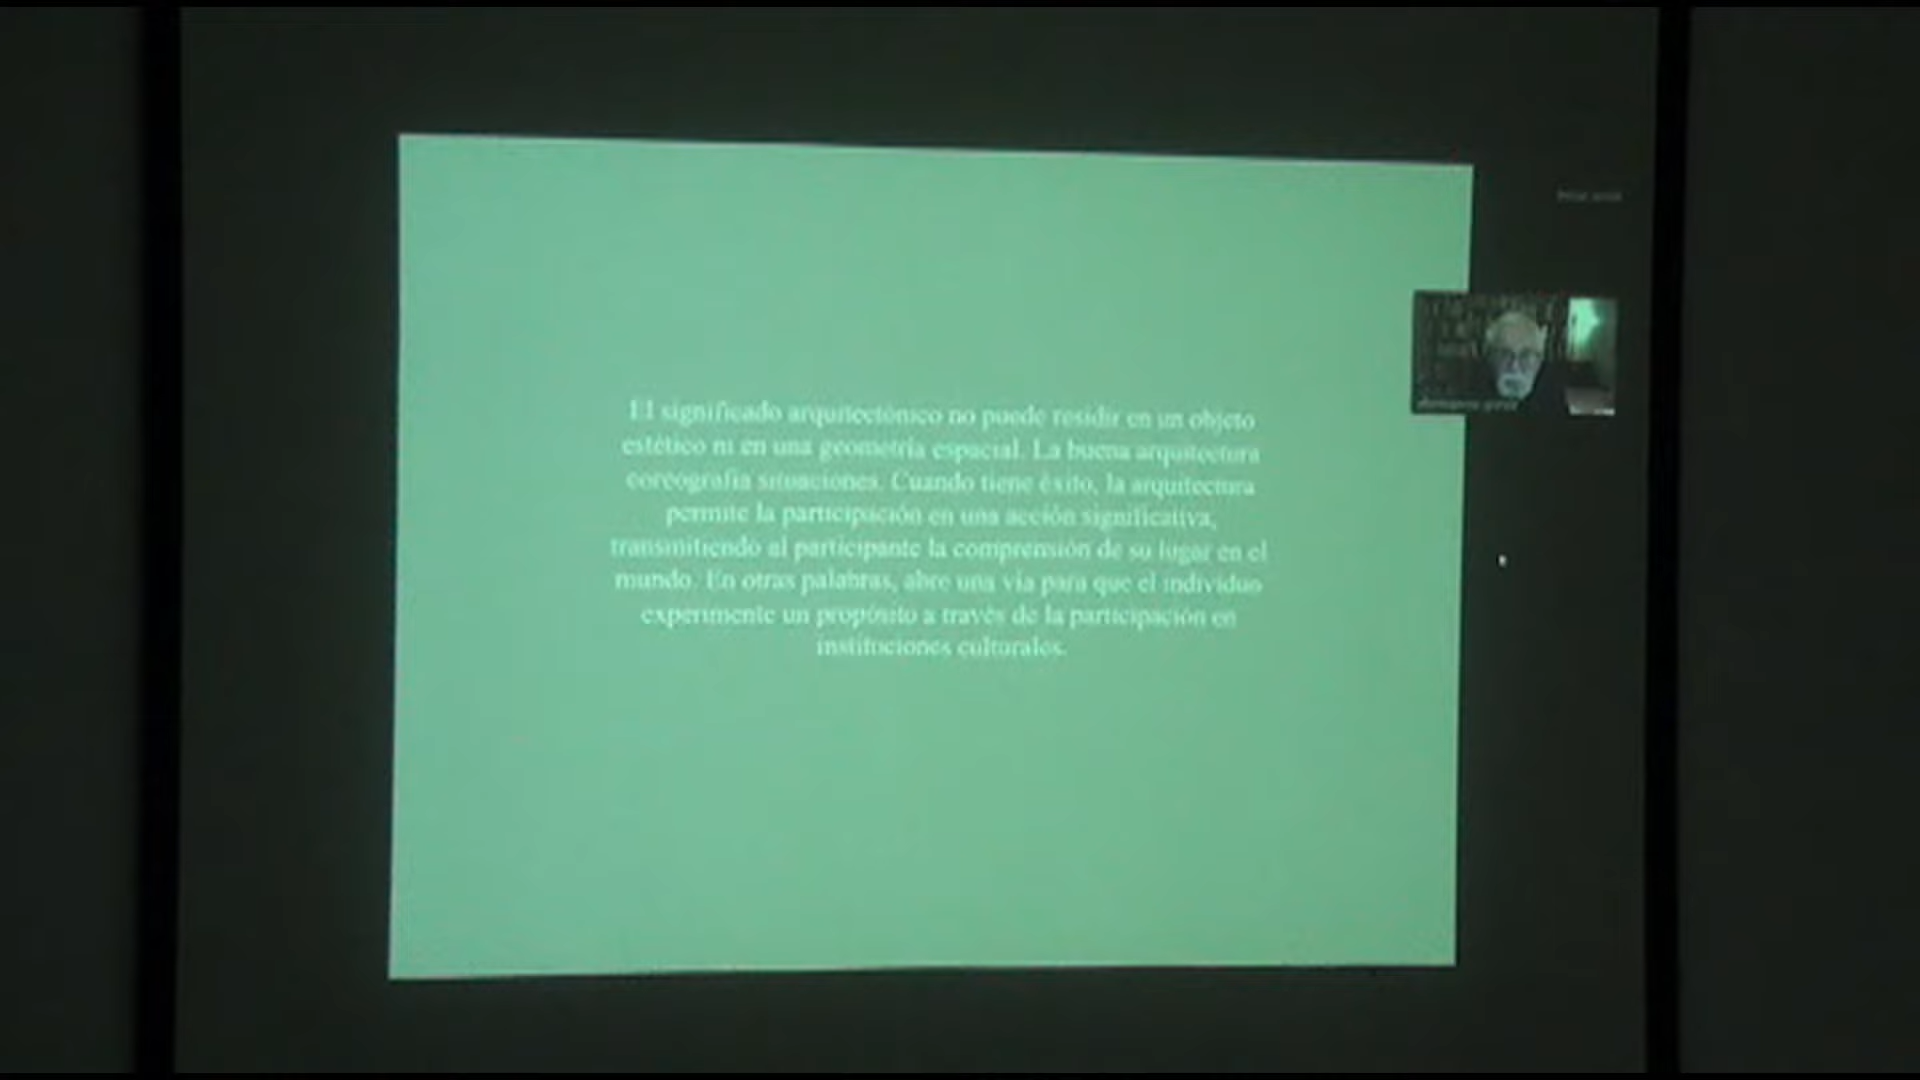 El significado arquitectónico no puede residir en un objeto
estético ni en una geometría espacial. La buena arquitectura
coreografía situaciones. Cuando tiene éxito, la arquitectura
permite la participación en una acción significativa,
transmitiendo al participante la comprensión de su lugar en el
mundo. En otras palabras, abre una vía para que el individuo
experimente un propósito a través de la participación en
instituciones culturales.